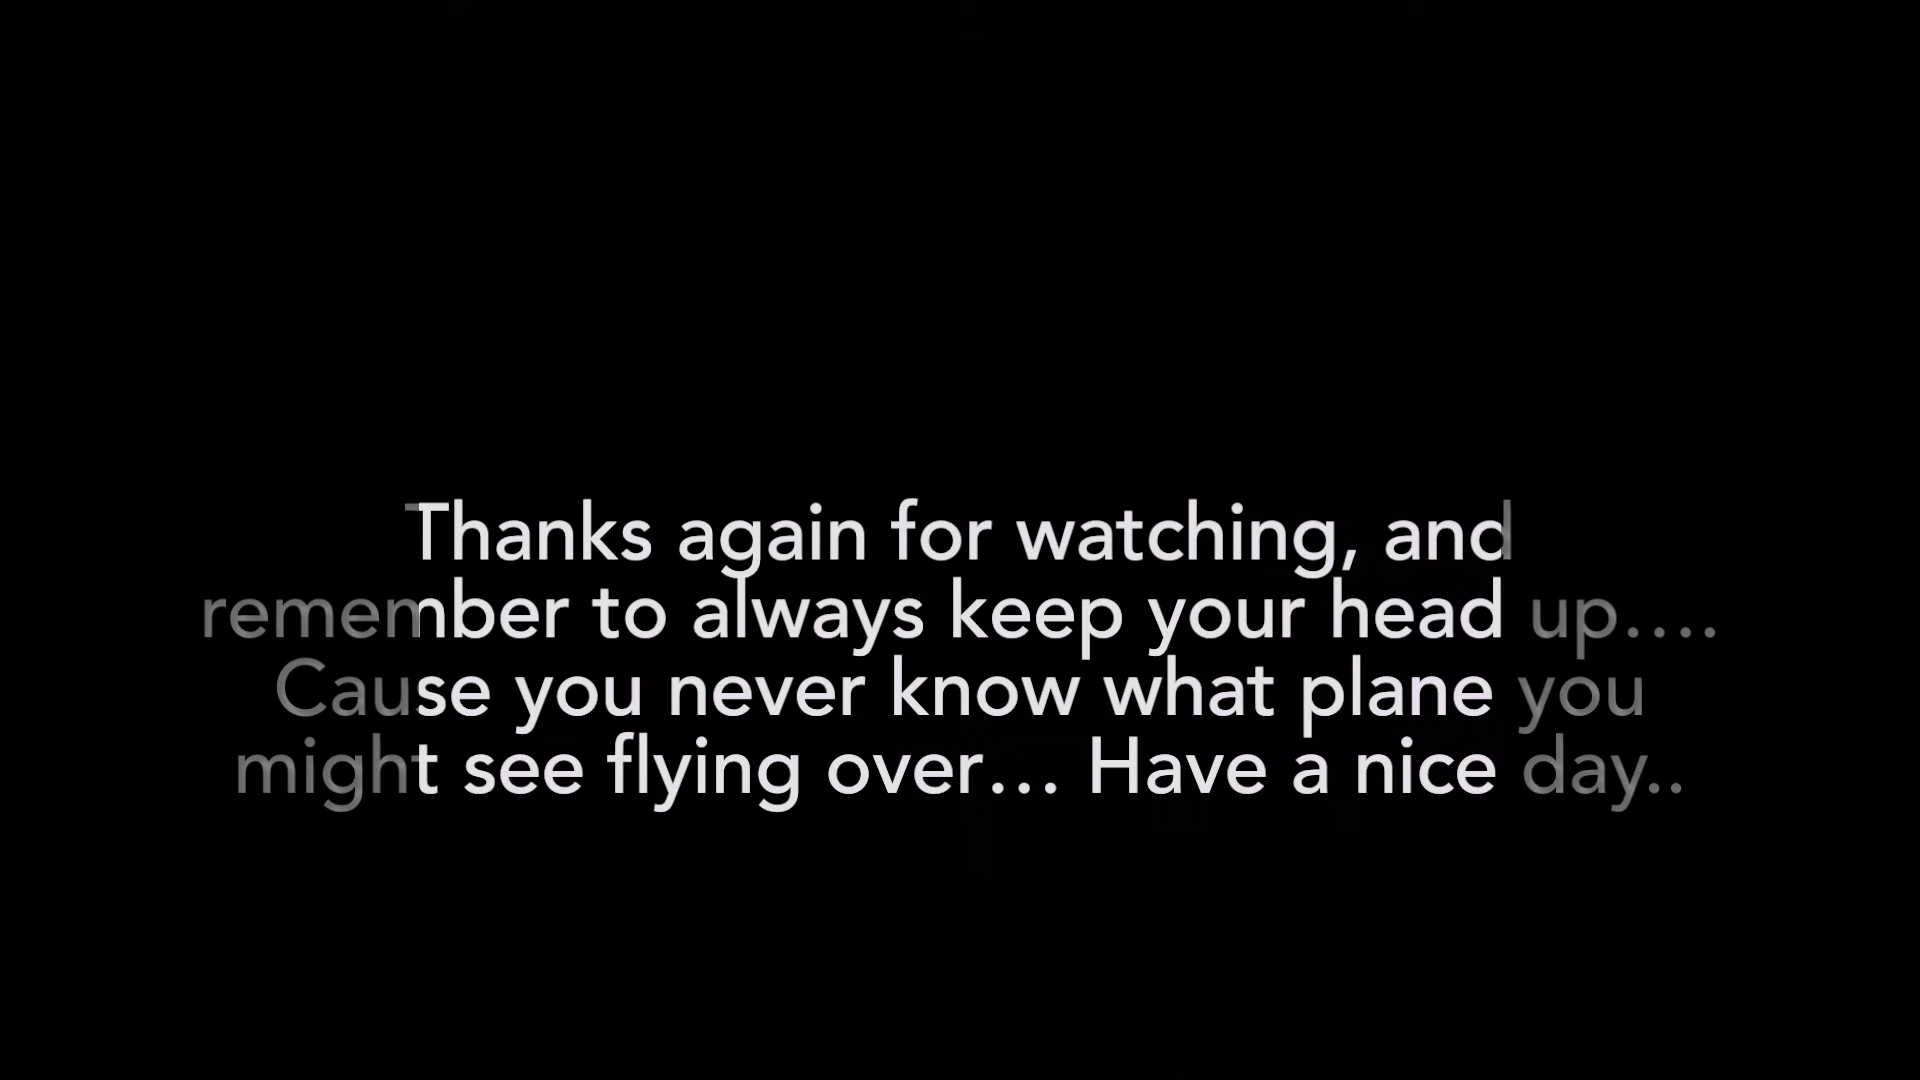 Thanks again for watching, and
remember to always keep your head up....
Cause you never know what plane you
might see flying over... Have a nice day..